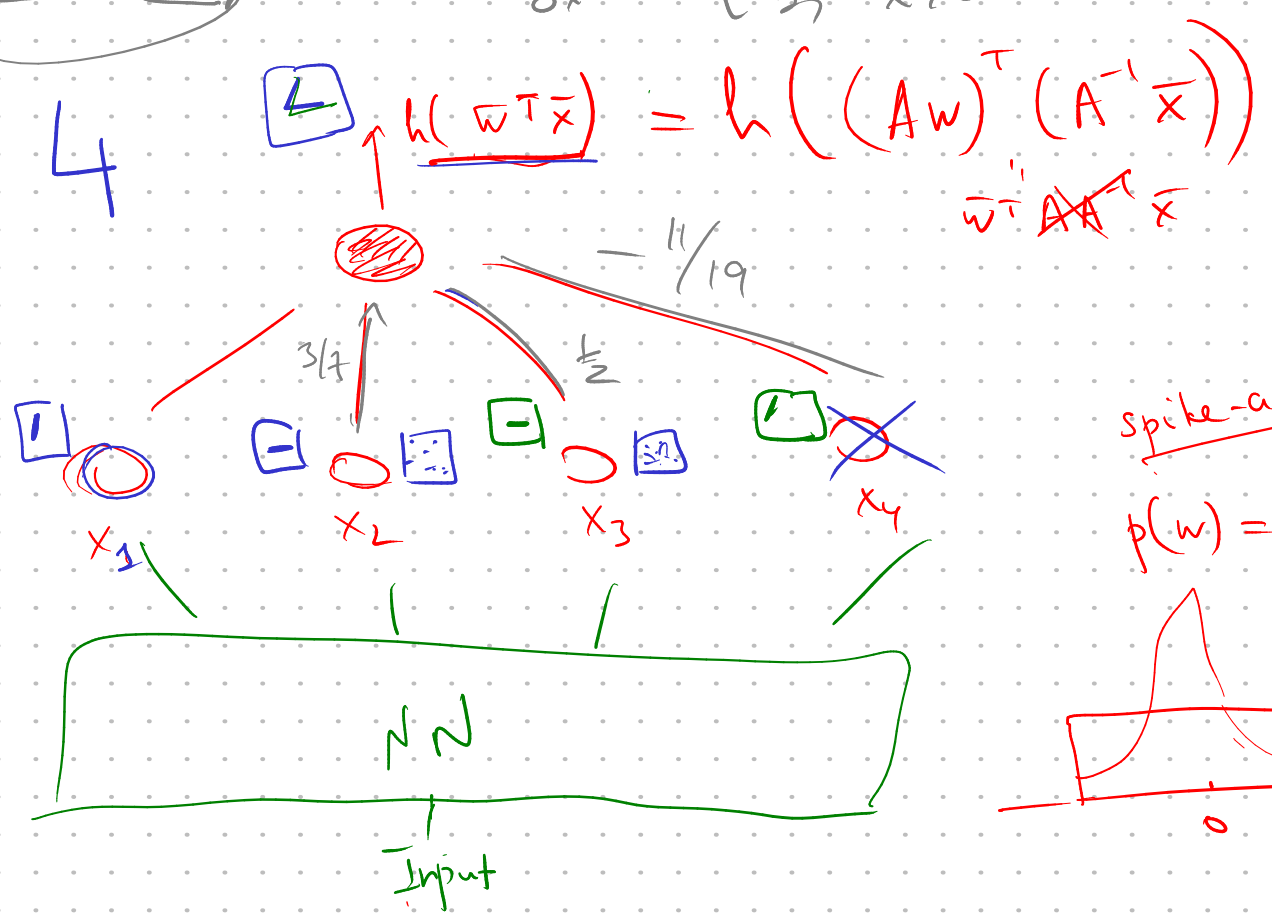 4
L
h( w̄ᵀ x̄ ) = h( (Aw)ᵀ (A⁻¹ x̄) )
w̄ᵀ AA⁻¹ x̄
- 11/19
3/7
1/2
x1
x2
x3
x4
spike-a
p(w) =
NN
0
Input